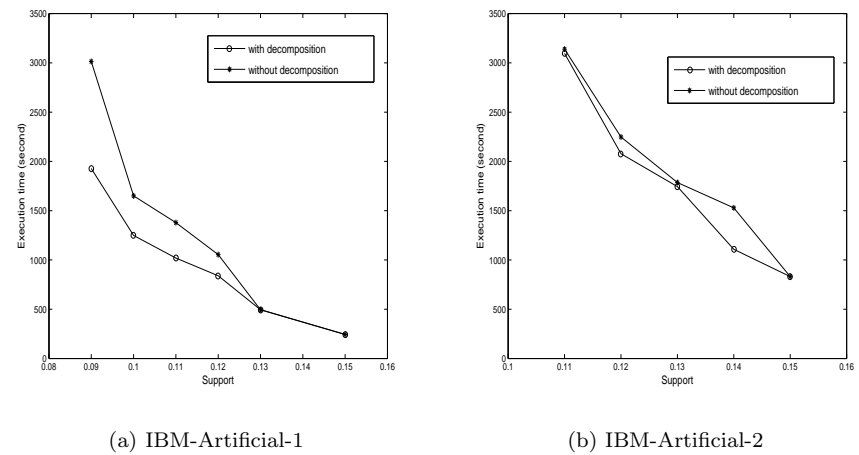 3500
3000
2500
2000
1500
1000
500
0
Execution time (second)
with decomposition
without decomposition
0.08 0.09 0.1 0.11 0.12 0.13 0.14 0.15 0.16
Support
(a) IBM-Artificial-1
3500
3000
2500
2000
1500
1000
500
0
Execution time (second)
with decomposition
without decomposition
0.1 0.11 0.12 0.13 0.14 0.15 0.16
Support
(b) IBM-Artificial-2